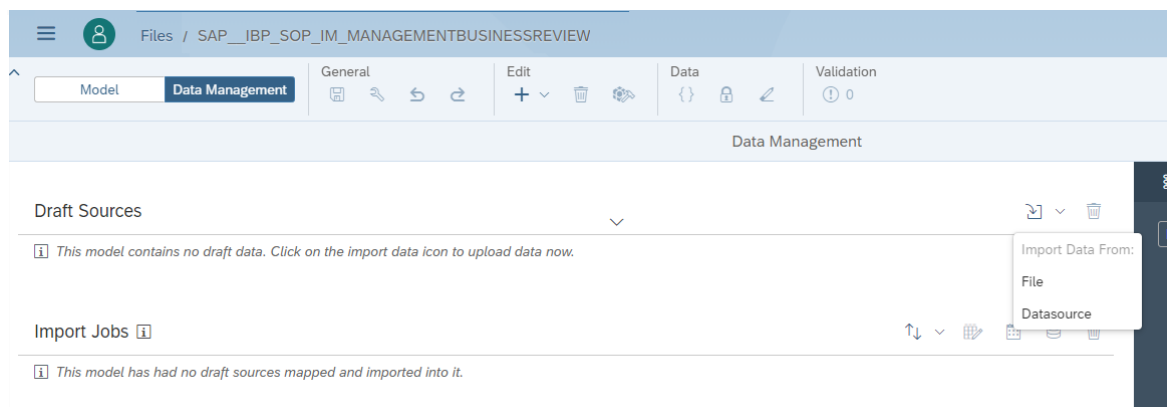 Files / SAP__IBP_SOP_IM_MANAGEMENTBUSINESSREVIEW
Model
Data Management
General
Edit
Data
Validation
0
Data Management
Draft Sources
This model contains no draft data. Click on the import data icon to upload data now.
Import Data From:
File
Datasource
Import Jobs
This model has had no draft sources mapped and imported into it.